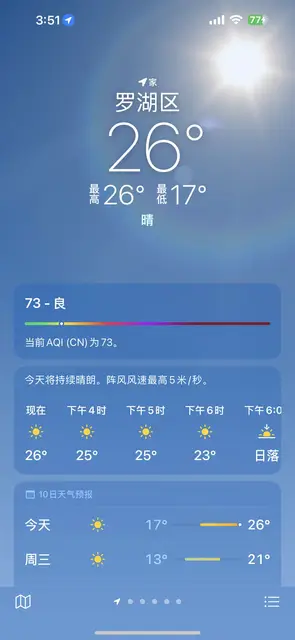 3:51
77
家
罗湖区
26°
最高 26° 最低 17°
晴
73 - 良
当前 AQI (CN) 为 73。
今天将持续晴朗。阵风风速最高 5 米/秒。
现在 下午4时 下午5时 下午6时 下午6:0
26° 25° 25° 23° 日落
10日天气预报
今天 17° 26°
周三 13° 21°